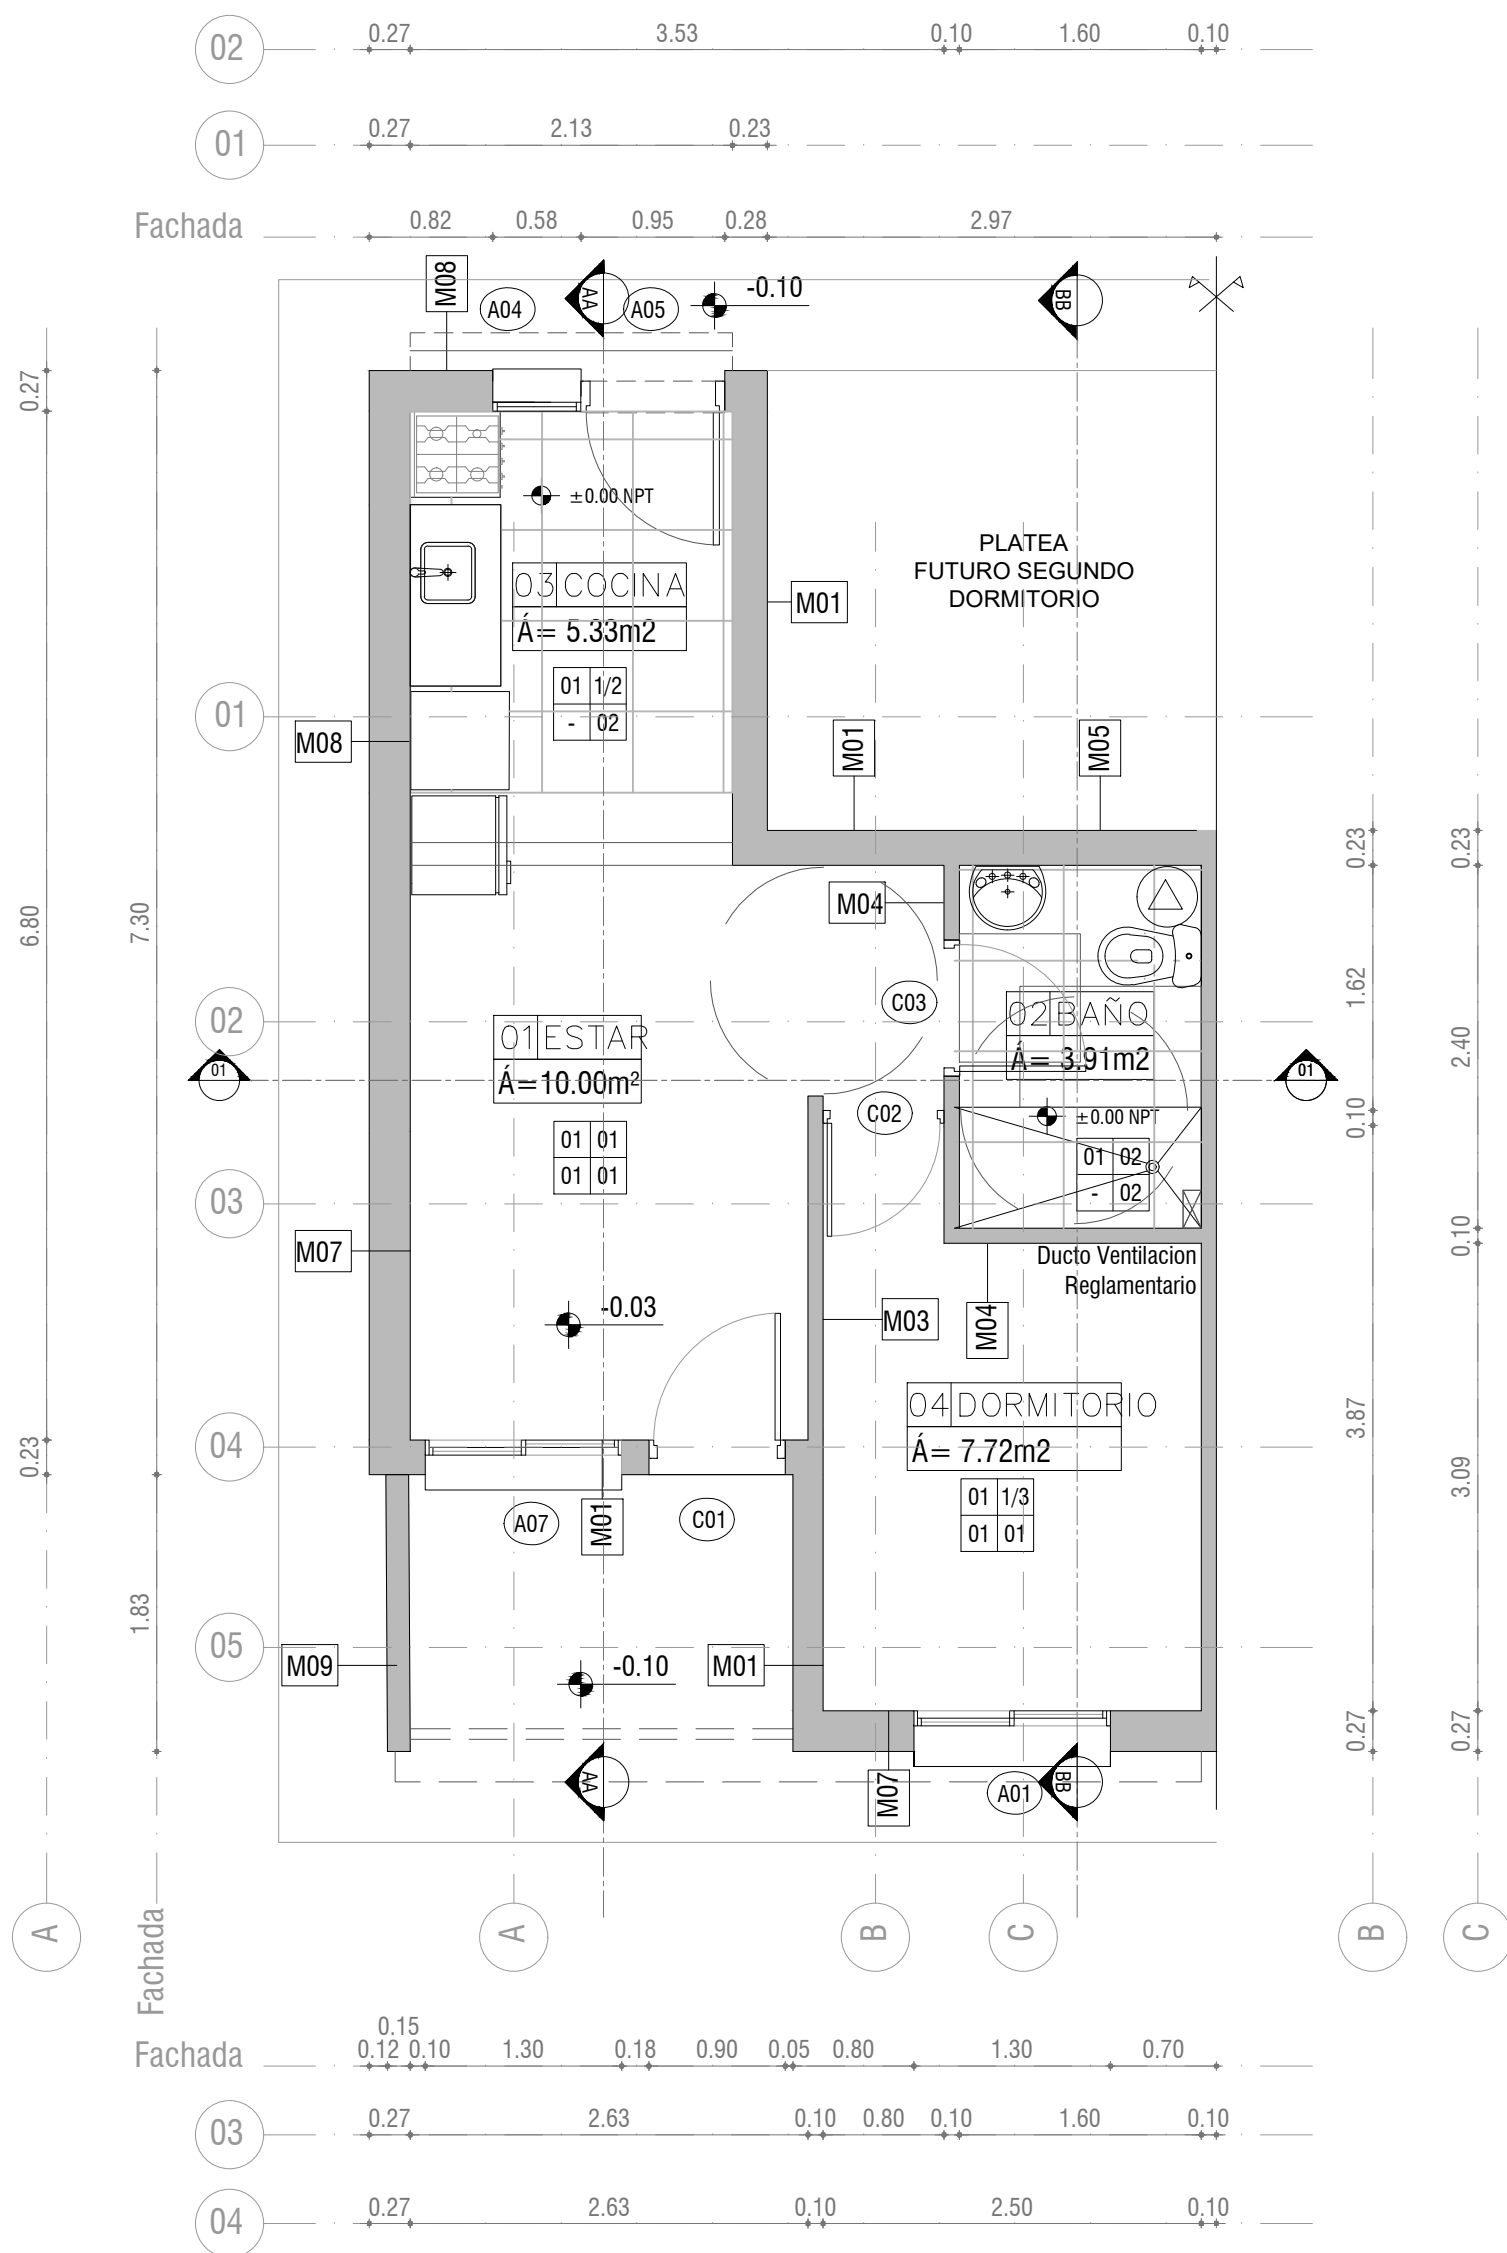 02
0.27 3.53 0.10 1.60 0.10
01
0.27 2.13 0.23
Fachada
0.82 0.58 0.95 0.28 2.97
M08
A04
AA
A05
-0.10
BB
0.27
±0.00 NPT
PLATEA
FUTURO SEGUNDO
DORMITORIO
03 COCINA
Á= 5.33m2
M01
01 1/2
- 02
01
M08
M01
M05
0.23
0.23
6.80
7.30
M04
C03
1.62
02
02 BAÑO
Á= 3.91m2
01 ESTAR
Á=10.00m²
2.40
01
01
C02
0.10
±0.00 NPT
01 01
01 01
01 02
- 02
03
0.10
M07
Ducto Ventilacion
Reglamentario
-0.03
M03
M04
04 DORMITORIO
Á= 7.72m2
3.87
0.23
04
3.09
01 1/3
01 01
A07
M01
C01
1.83
05
M09
-0.10
M01
0.27
0.27
AA
M07
A01
BB
A
Fachada
A
B
C
B
C
Fachada
0.15
0.12 0.10 1.30 0.18 0.90 0.05 0.80 1.30 0.70
03
0.27 2.63 0.10 0.80 0.10 1.60 0.10
04
0.27 2.63 0.10 2.50 0.10